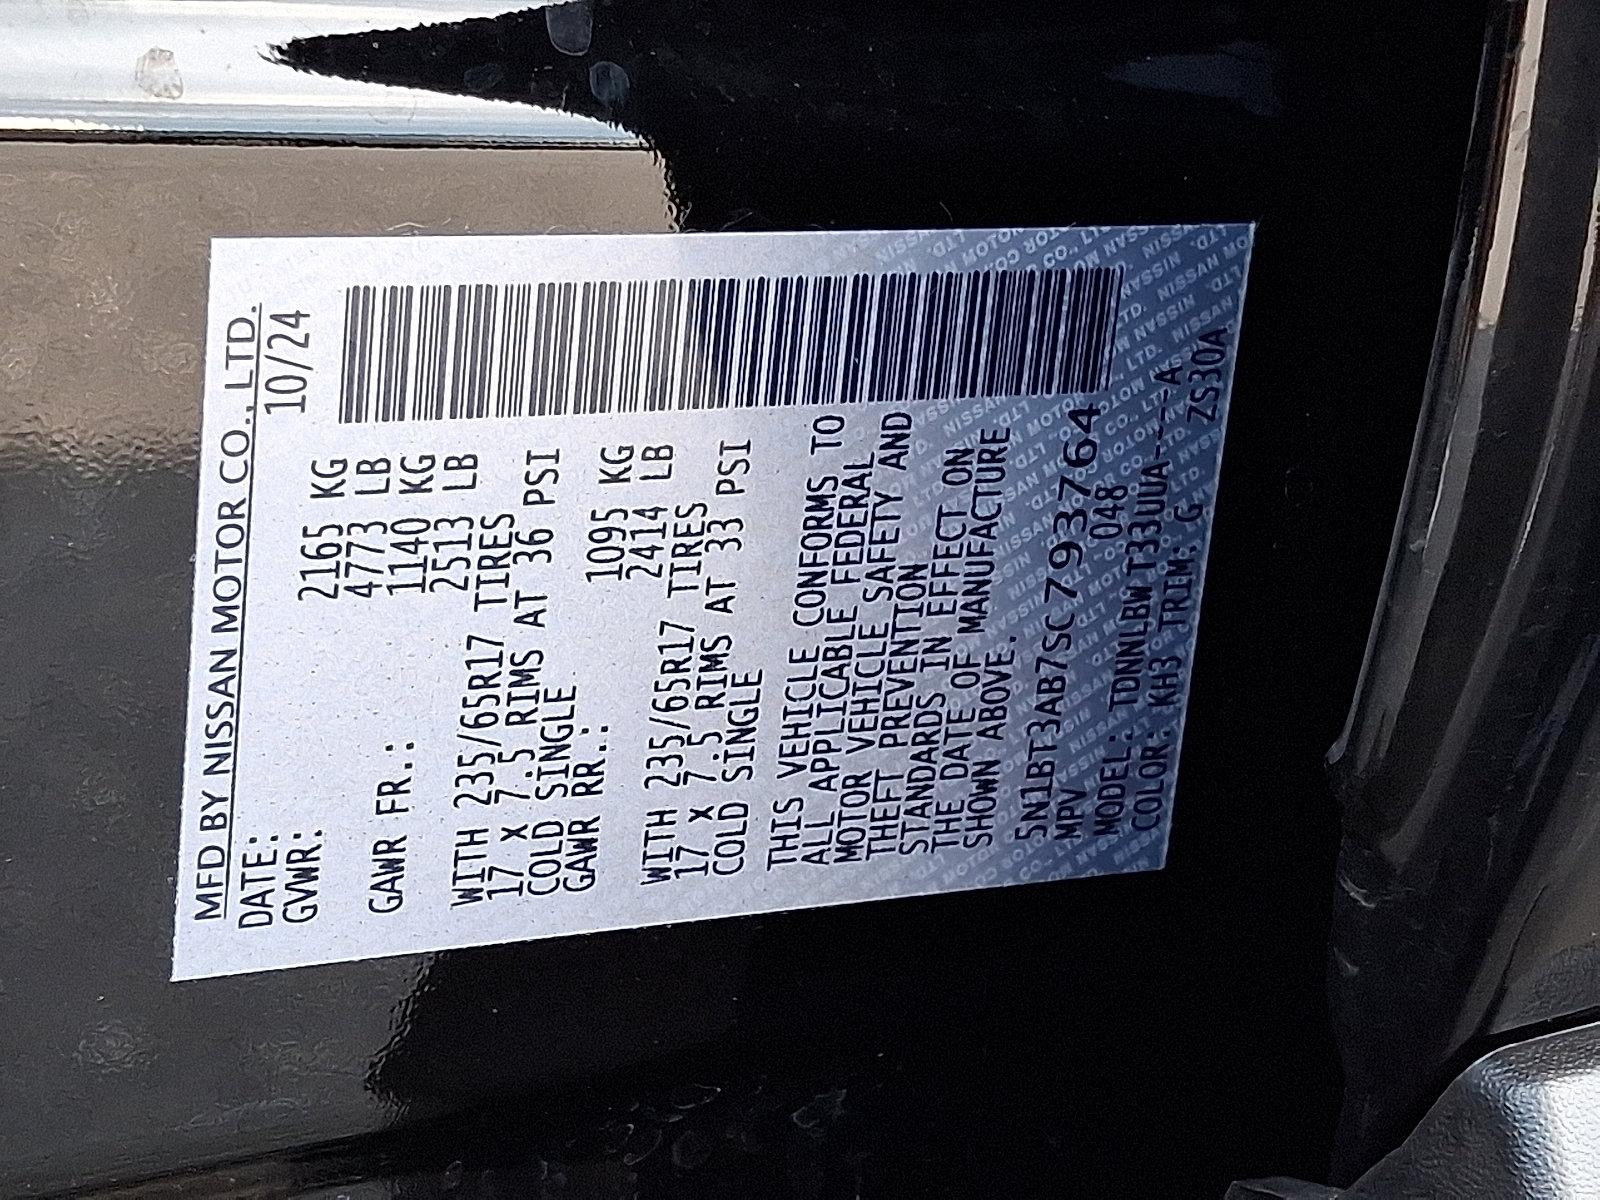 MFD BY NISSAN MOTOR CO., LTD.
DATE: 10/24
GVWR: 2165 KG
4773 LB
GAWR FR.: 1140 KG
2513 LB
WITH 235/65R17 TIRES
17 X 7.5 RIMS AT 36 PSI
COLD SINGLE
GAWR RR.: 1095 KG
2414 LB
WITH 235/65R17 TIRES
17 X 7.5 RIMS AT 33 PSI
COLD SINGLE
THIS VEHICLE CONFORMS TO
ALL APPLICABLE FEDERAL
MOTOR VEHICLE SAFETY AND
THEFT PREVENTION
STANDARDS IN EFFECT ON
THE DATE OF MANUFACTURE
SHOWN ABOVE.
5N1BT3AB7SC793764
MPV 048
MODEL: TDNNLBWT33UUA----A
COLOR: KH3 TRIM: G ZS30A